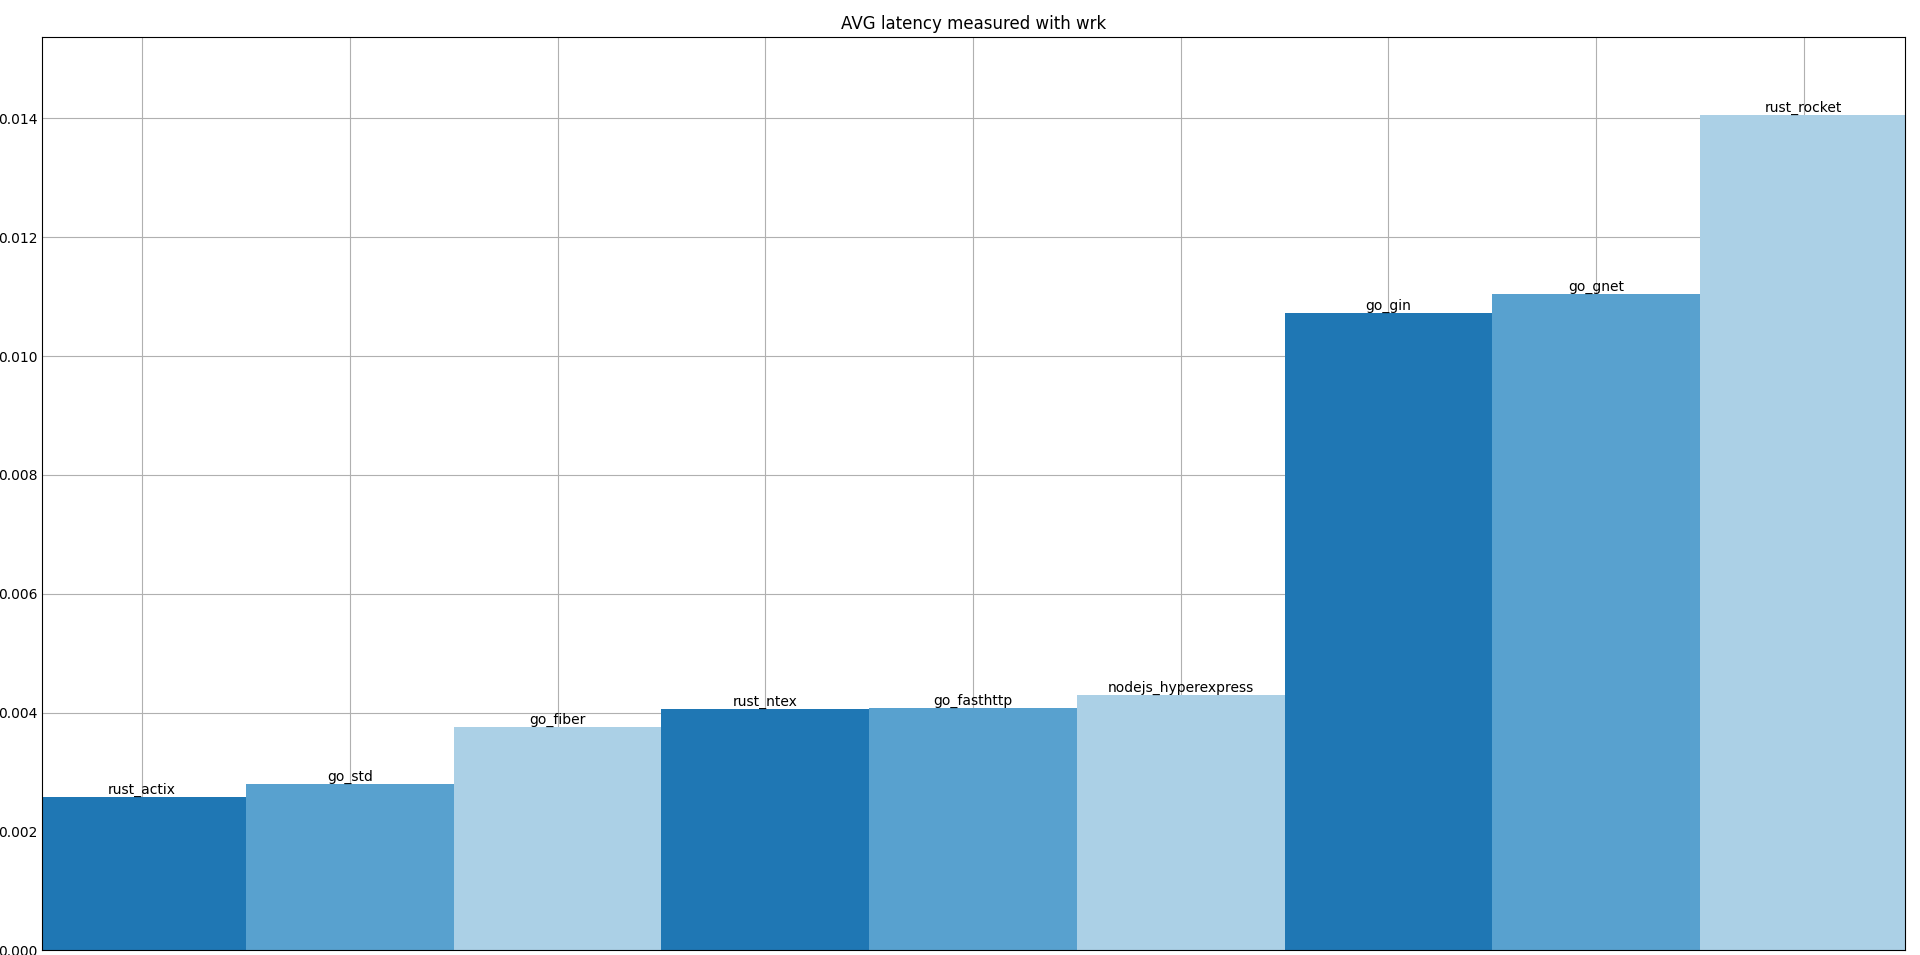 AVG latency measured with wrk
0.014
0.012
0.010
0.008
0.006
0.004
0.002
0.000
rust_actix
go_std
go_fiber
rust_ntex
go_fasthttp
nodejs_hyperexpress
go_gin
go_gnet
rust_rocket